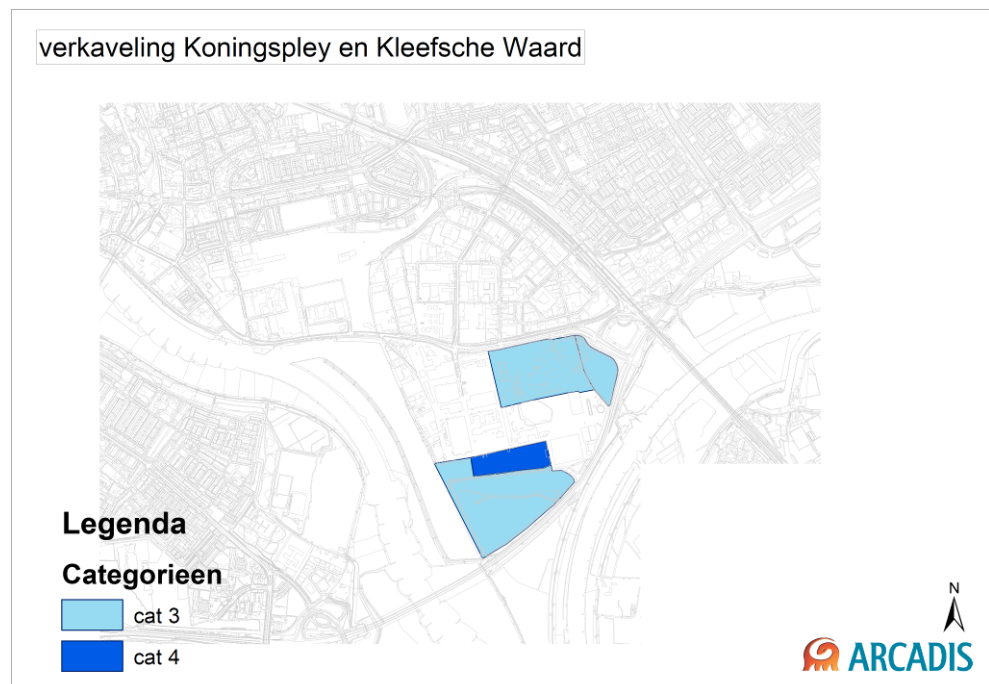 verkaveling Koningspley en Kleefsche Waard
Legenda
Categorieen
cat 3
cat 4
N
ARCADIS